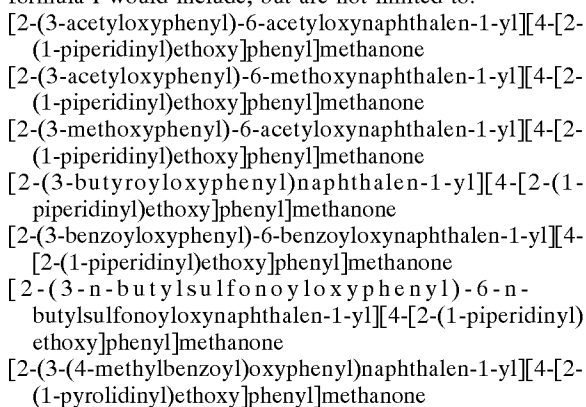 formula I would include, but are not limited to:
[2-(3-acetyloxyphenyl)-6-acetyloxynaphthalen-1-yl][4-[2-
(1-piperidinyl)ethoxy]phenyl]methanone
[2-(3-acetyloxyphenyl)-6-methoxynaphthalen-1-yl][4-[2-
(1-piperidinyl)ethoxy]phenyl]methanone
[2-(3-methoxyphenyl)-6-acetyloxynaphthalen-1-yl][4-[2-
(1-piperidinyl)ethoxy]phenyl]methanone
[2-(3-butyroyloxyphenyl)naphthalen-1-yl][4-[2-(1-
piperidinyl)ethoxy]phenyl]methanone
[2-(3-benzoyloxyphenyl)-6-benzoyloxynaphthalen-1-yl][4-
[2-(1-piperidinyl)ethoxy]phenyl]methanone
[2-(3-n-butylsulfonoyloxyphenyl)-6-n-
butylsulfonoyloxynaphthalen-1-yl][4-[2-(1-piperidinyl)
ethoxy]phenyl]methanone
[2-(3-(4-methylbenzoyl)oxyphenyl)naphthalen-1-yl][4-[2-
(1-pyrolidinyl)ethoxy]phenyl]methanone